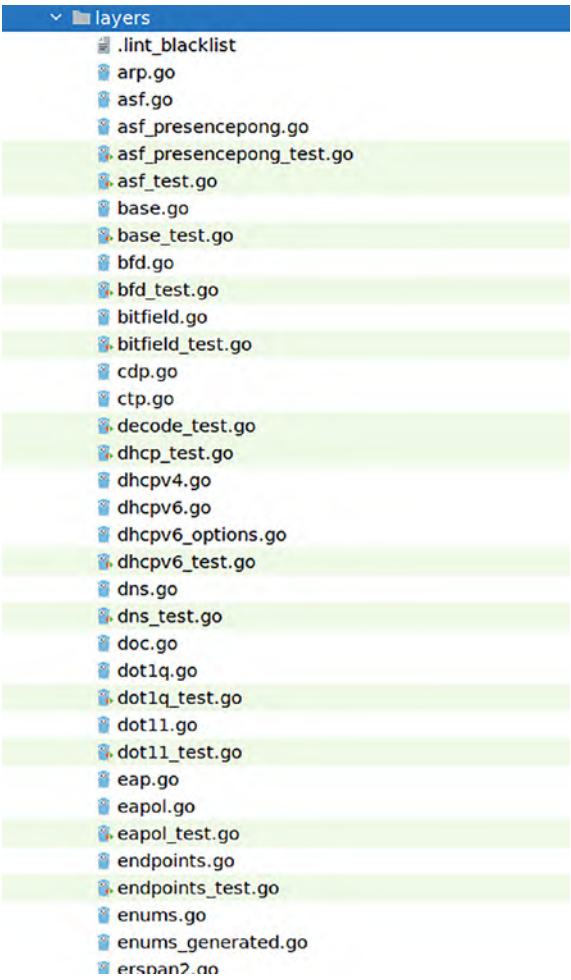 layers
.lint_blacklist
arp.go
asf.go
asf_presencepong.go
asf_presencepong_test.go
asf_test.go
base.go
base_test.go
bfd.go
bfd_test.go
bitfield.go
bitfield_test.go
cdp.go
ctp.go
decode_test.go
dhcp_test.go
dhcpv4.go
dhcpv6.go
dhcpv6_options.go
dhcpv6_test.go
dns.go
dns_test.go
doc.go
dot1q.go
dot1q_test.go
dot11.go
dot11_test.go
eap.go
eapol.go
eapol_test.go
endpoints.go
endpoints_test.go
enums.go
enums_generated.go
erspan2.go